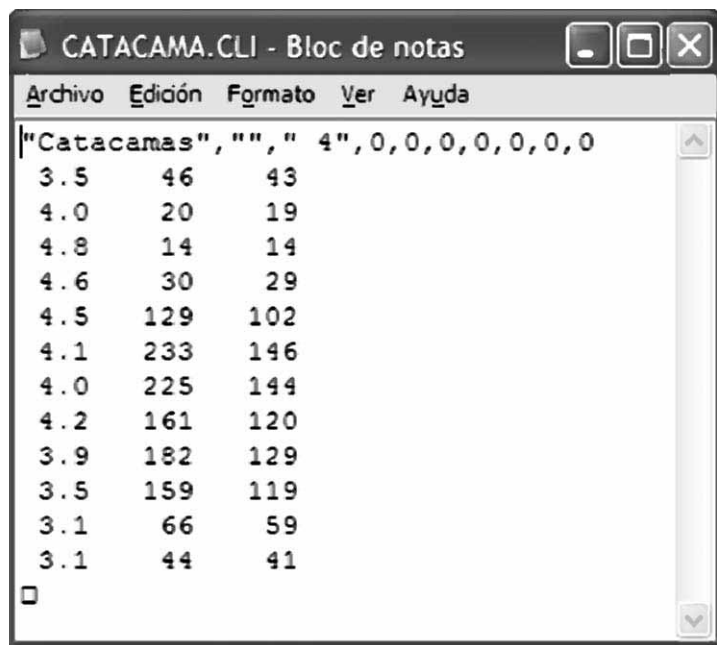 CATACAMA.CLI - Bloc de notas
Archivo Edición Formato Ver Ayuda
"Catacamas",""," 4",0,0,0,0,0,0,0
3.5 46 43
4.0 20 19
4.8 14 14
4.6 30 29
4.5 129 102
4.1 233 146
4.0 225 144
4.2 161 120
3.9 182 129
3.5 159 119
3.1 66 59
3.1 44 41